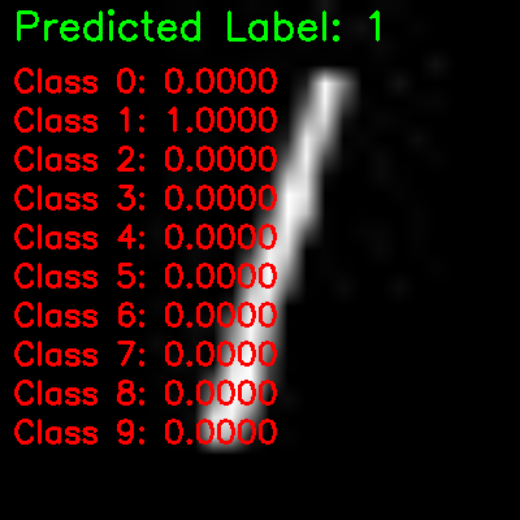 Predicted Label: 1
Class 0: 0.0000
Class 1: 1.0000
Class 2: 0.0000
Class 3: 0.0000
Class 4: 0.0000
Class 5: 0.0000
Class 6: 0.0000
Class 7: 0.0000
Class 8: 0.0000
Class 9: 0.0000